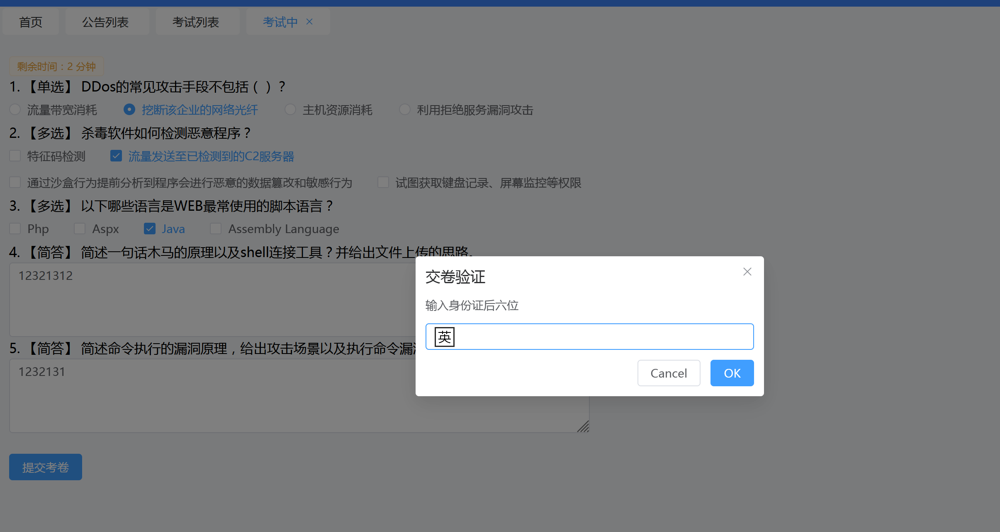 首页 公告列表 考试列表 考试中
剩余时间：2 分钟
1. 【单选】 DDos的常见攻击手段不包括（ ）？
流量带宽消耗 挖断该企业的网络光纤 主机资源消耗 利用拒绝服务漏洞攻击
2. 【多选】 杀毒软件如何检测恶意程序？
特征码检测 流量发送至已检测到的C2服务器
通过沙盒行为提前分析到程序会进行恶意的数据篡改和敏感行为 试图获取键盘记录、屏幕监控等权限
3. 【多选】 以下哪些语言是WEB最常使用的脚本语言？
Php Aspx Java Assembly Language
4. 【简答】 简述一句话木马的原理以及shell连接工具？并给出文件上传的思路。
12321312
5. 【简答】 简述命令执行的漏洞原理，给出攻击场景以及执行命令漏
1232131
提交考卷
交卷验证
输入身份证后六位
英
Cancel OK